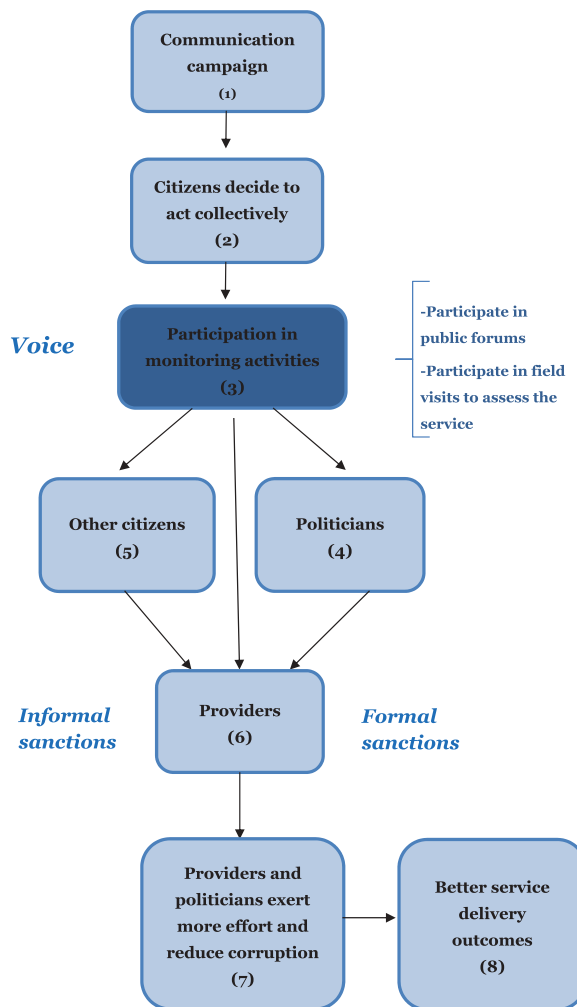 Communication
campaign
(1)
Citizens decide to
act collectively
(2)
Voice
Participation in
monitoring activities
(3)
-Participate in
public forums
-Participate in field
visits to assess the
service
Other citizens
(5)
Politicians
(4)
Informal
sanctions
Providers
(6)
Formal
sanctions
Providers and
politicians exert
more effort and
reduce corruption
(7)
Better service
delivery
outcomes
(8)